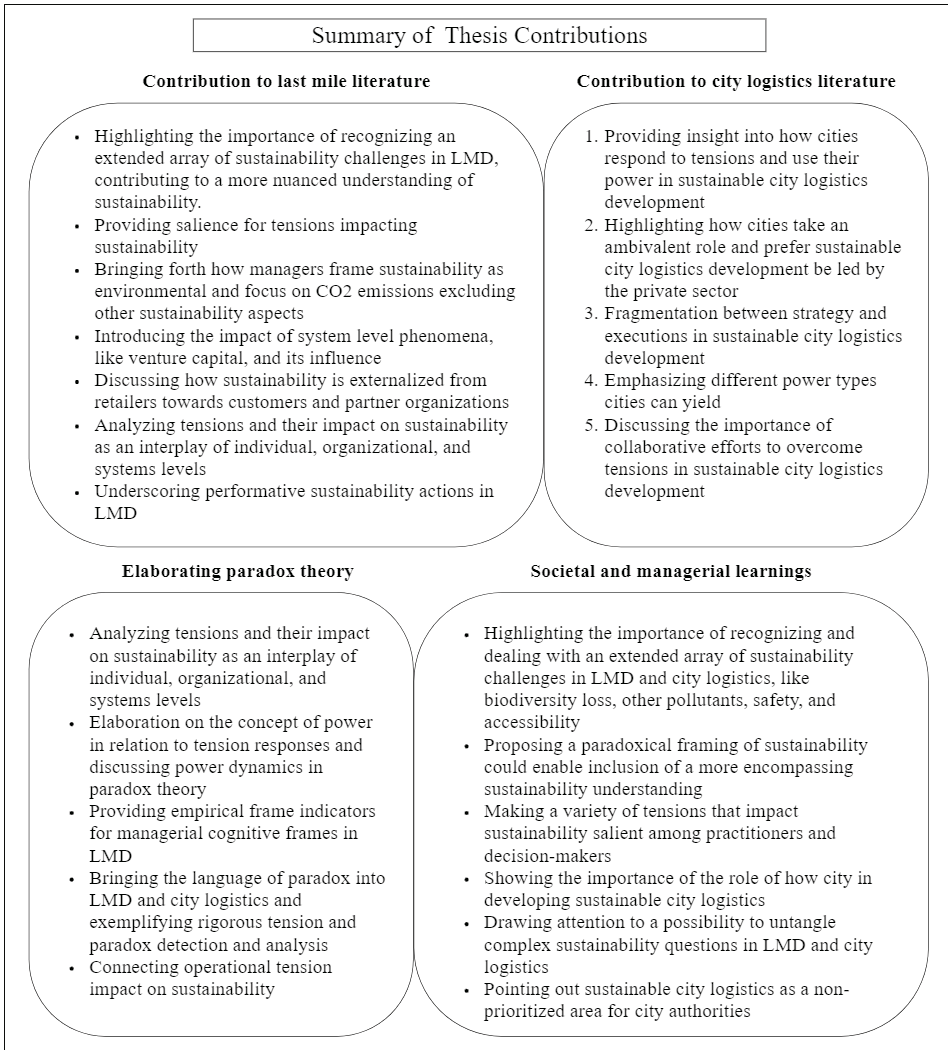 Summary of Thesis Contributions
Contribution to last mile literature
• Highlighting the importance of recognizing an
extended array of sustainability challenges in LMD,
contributing to a more nuanced understanding of
sustainability.
• Providing salience for tensions impacting
sustainability
• Bringing forth how managers frame sustainability as
environmental and focus on CO2 emissions excluding
other sustainability aspects
• Introducing the impact of system level phenomena,
like venture capital, and its influence
• Discussing how sustainability is externalized from
retailers towards customers and partner organizations
• Analyzing tensions and their impact on sustainability
as an interplay of individual, organizational, and
systems levels
• Underscoring performative sustainability actions in
LMD
Contribution to city logistics literature
1. Providing insight into how cities
respond to tensions and use their
power in sustainable city logistics
development
2. Highlighting how cities take an
ambivalent role and prefer sustainable
city logistics development be led by
the private sector
3. Fragmentation between strategy and
executions in sustainable city logistics
development
4. Emphasizing different power types
cities can yield
5. Discussing the importance of
collaborative efforts to overcome
tensions in sustainable city logistics
development
Elaborating paradox theory
• Analyzing tensions and their impact
on sustainability as an interplay of
individual, organizational, and
systems levels
• Elaboration on the concept of power
in relation to tension responses and
discussing power dynamics in
paradox theory
• Providing empirical frame indicators
for managerial cognitive frames in
LMD
• Bringing the language of paradox into
LMD and city logistics and
exemplifying rigorous tension and
paradox detection and analysis
• Connecting operational tension
impact on sustainability
Societal and managerial learnings
• Highlighting the importance of recognizing and
dealing with an extended array of sustainability
challenges in LMD and city logistics, like
biodiversity loss, other pollutants, safety, and
accessibility
• Proposing a paradoxical framing of sustainability
could enable inclusion of a more encompassing
sustainability understanding
• Making a variety of tensions that impact
sustainability salient among practitioners and
decision-makers
• Showing the importance of the role of how city in
developing sustainable city logistics
• Drawing attention to a possibility to untangle
complex sustainability questions in LMD and city
logistics
• Pointing out sustainable city logistics as a non-
prioritized area for city authorities